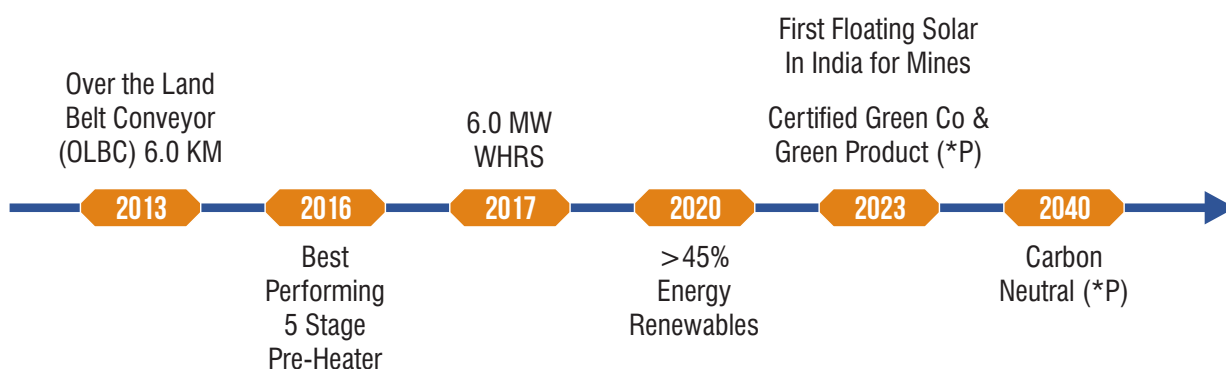 Over the Land
Belt Conveyor
(OLBC) 6.0 KM
2013
2016
Best
Performing
5 Stage
Pre-Heater
6.0 MW
WHRS
2017
2020
>45%
Energy
Renewables
First Floating Solar
In India for Mines
Certified Green Co &
Green Product (*P)
2023
2040
Carbon
Neutral (*P)